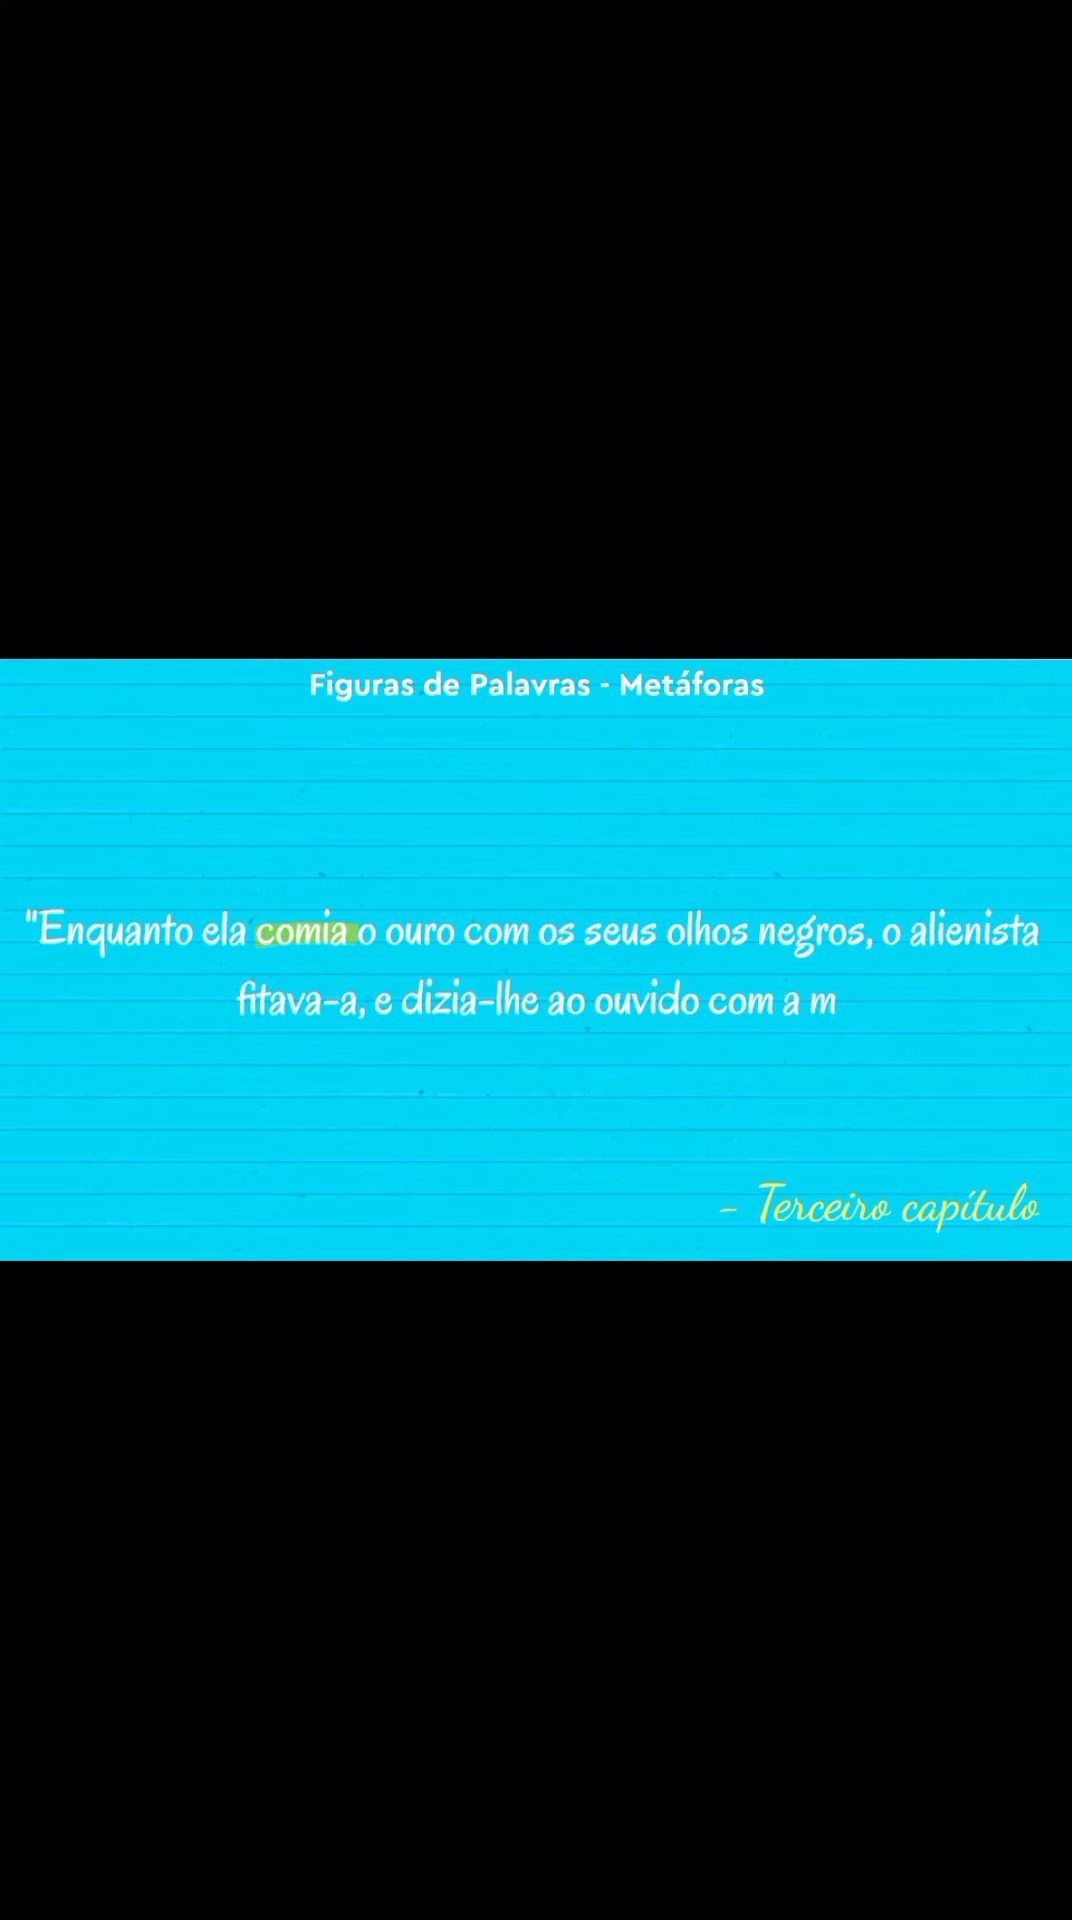 Figuras de Palavras - Metáforas
"Enquanto ela comia o ouro com os seus olhos negros, o alienista
fitava-a, e dizia-lhe ao ouvido com a m
- Terceiro capítulo